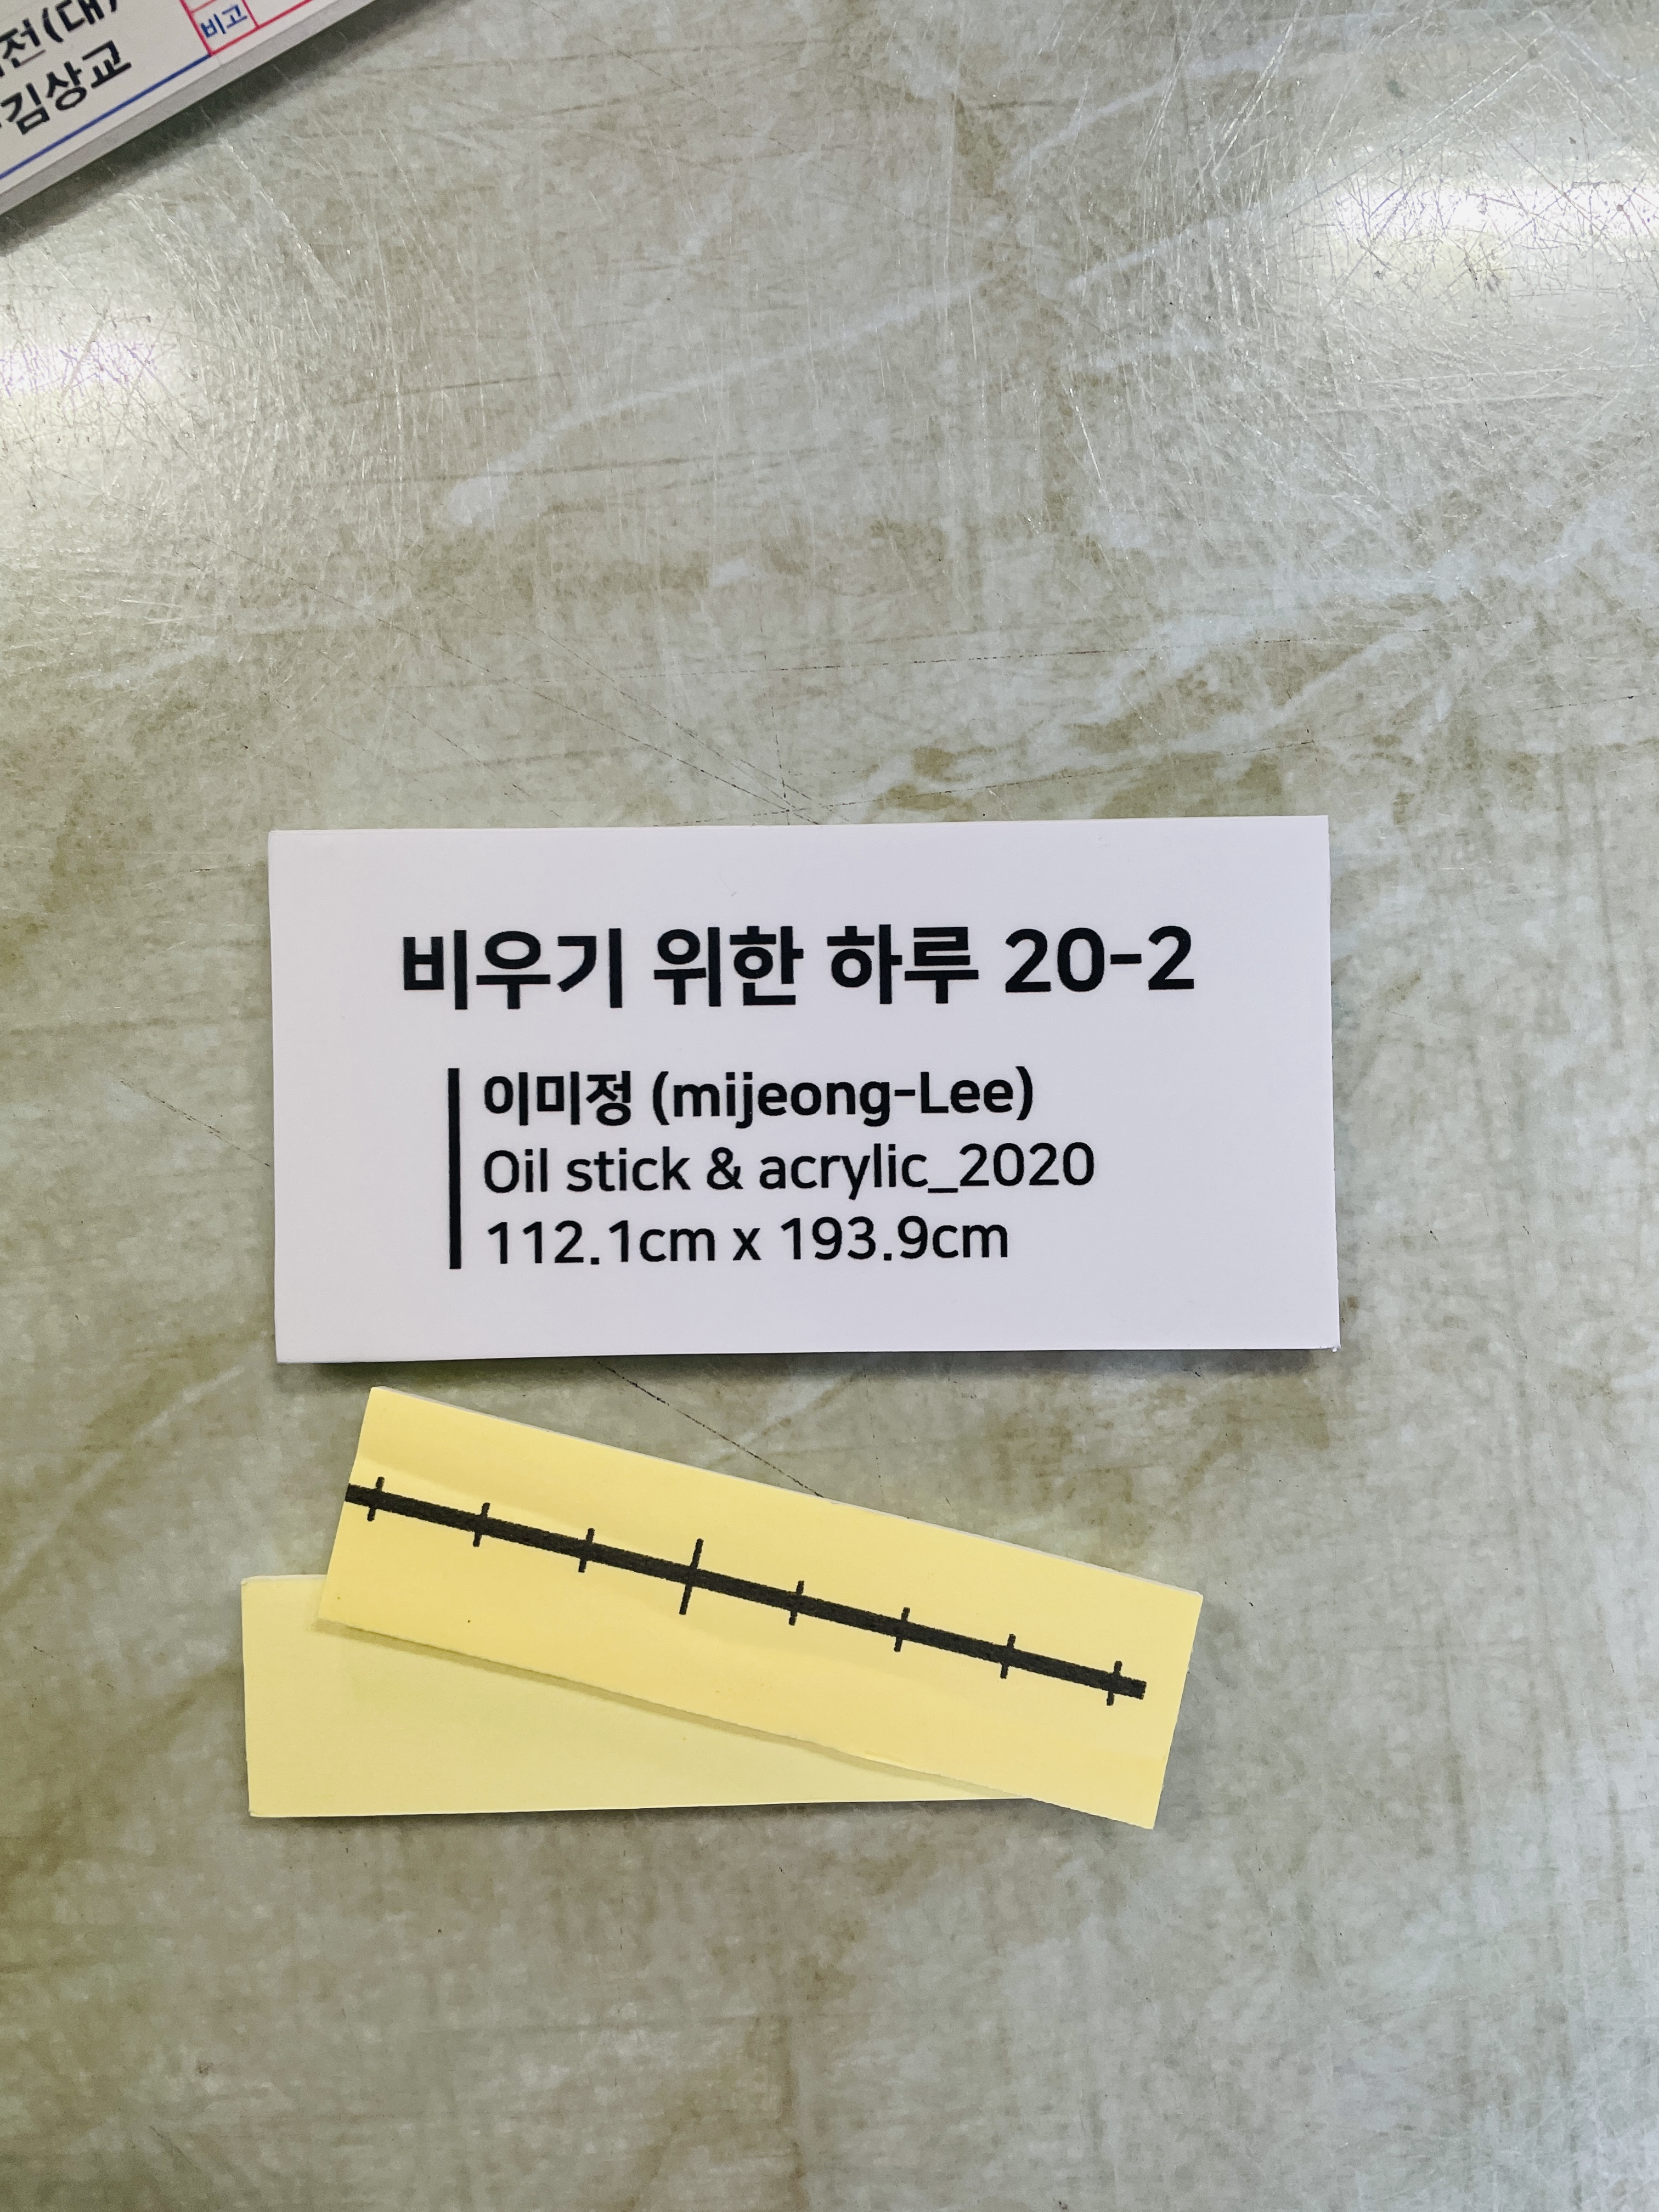 전(대)
비고
김상교
비우기 위한 하루 20-2
이미정 (mijeong-Lee)
Oil stick & acrylic_2020
112.1cm x 193.9cm